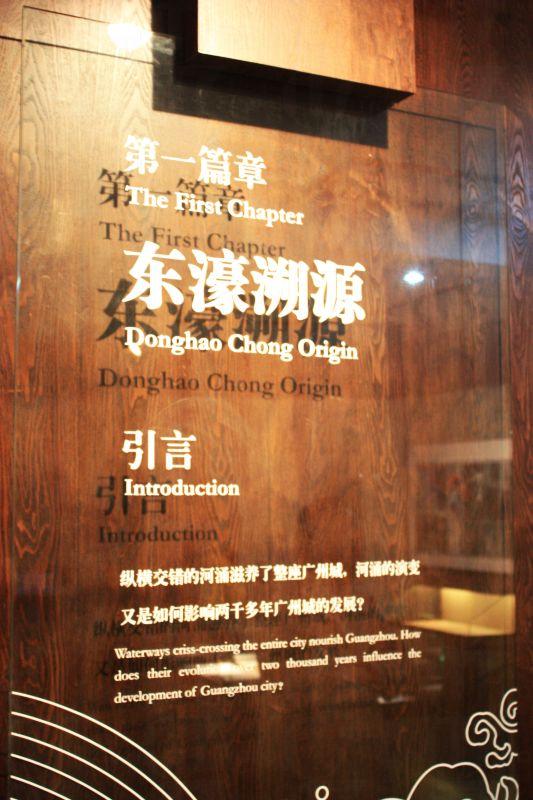 第一篇章
The First Chapter
东濠溯源
Donghao Chong Origin
引言
Introduction
纵横交错的河涌滋养了整座广州城，河涌的演变
又是如何影响两千多年广州城的发展？
Waterways criss-crossing the entire city nourish Guangzhou. How
does their evolution over two thousand years influence the
development of Guangzhou city?